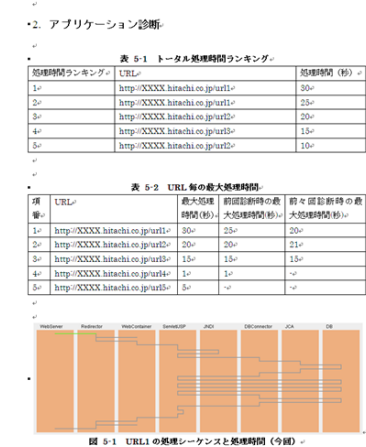 2. アプリケーション診断
表 5-1 トータル処理時間ランキング
処理時間ランキング URL 処理時間(秒)
1 http://XXXX.hitachi.co.jp/url1 30
2 http://XXXX.hitachi.co.jp/url1 25
3 http://XXXX.hitachi.co.jp/url2 20
4 http://XXXX.hitachi.co.jp/url3 15
5 http://XXXX.hitachi.co.jp/url2 10
表 5-2 URL 毎の最大処理時間
項番 URL 最大処理時間(秒) 前回診断時の最大処理時間(秒) 前々回診断時の最大処理時間(秒)
1 http://XXXX.hitachi.co.jp/url1 30 25 20
2 http://XXXX.hitachi.co.jp/url2 20 20 21
3 http://XXXX.hitachi.co.jp/url3 15 15 15
4 http://XXXX.hitachi.co.jp/url4 1 1 -
5 http://XXXX.hitachi.co.jp/url5 5 - -
WebServer Redirector WebContainer Servlet/JSP JNDI DBConnector JCA DB
図 5-1 URL1 の処理シーケンスと処理時間(今回)